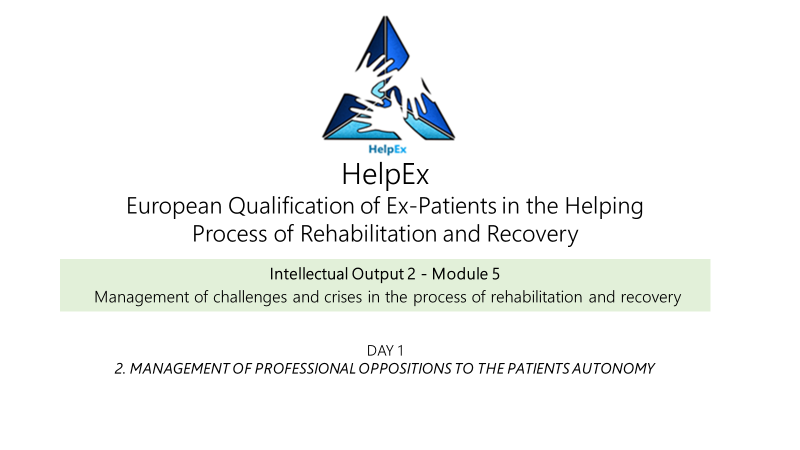 HelpEx
HelpEx
European Qualification of Ex-Patients in the Helping
Process of Rehabilitation and Recovery
Intellectual Output 2 - Module 5
Management of challenges and crises in the process of rehabilitation and recovery
DAY 1
2. MANAGEMENT OF PROFESSIONAL OPPOSITIONS TO THE PATIENTS AUTONOMY